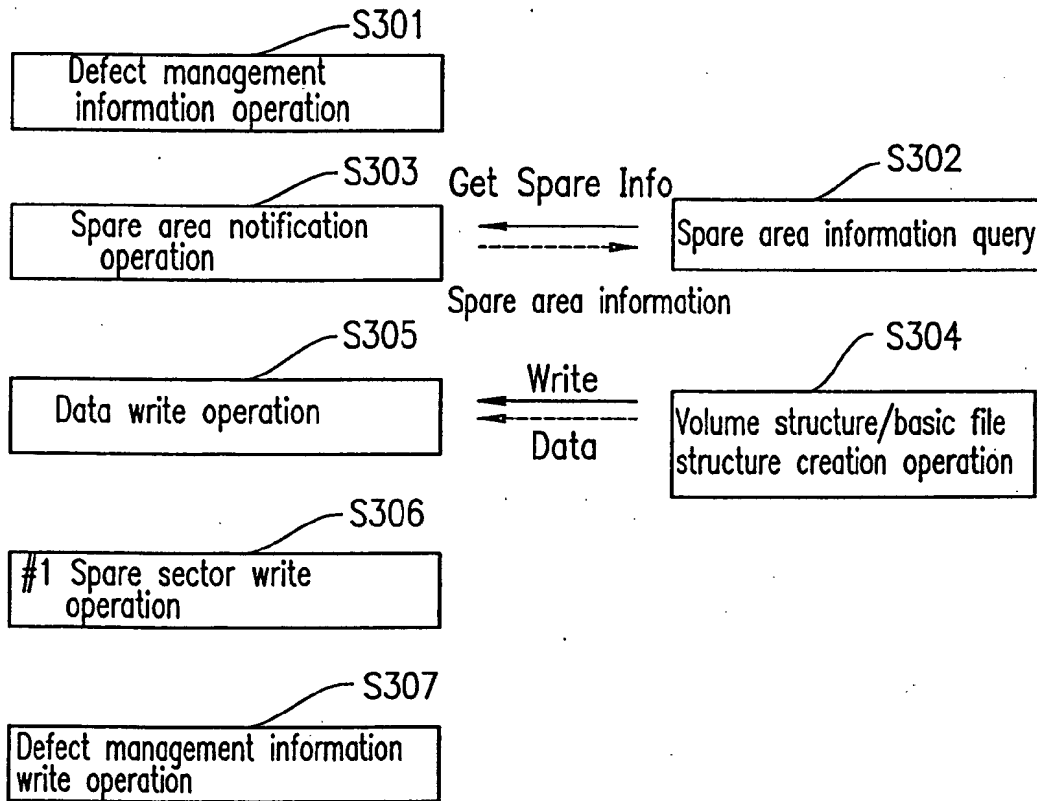 S301
Defect management
information operation
S303
Get Spare Info
S302
Spare area notification
operation
Spare area information query
Spare area information
S305
S304
Write
Data write operation
Data
Volume structure/basic file
structure creation operation
S306
#1 Spare sector write
operation
S307
Defect management information
write operation